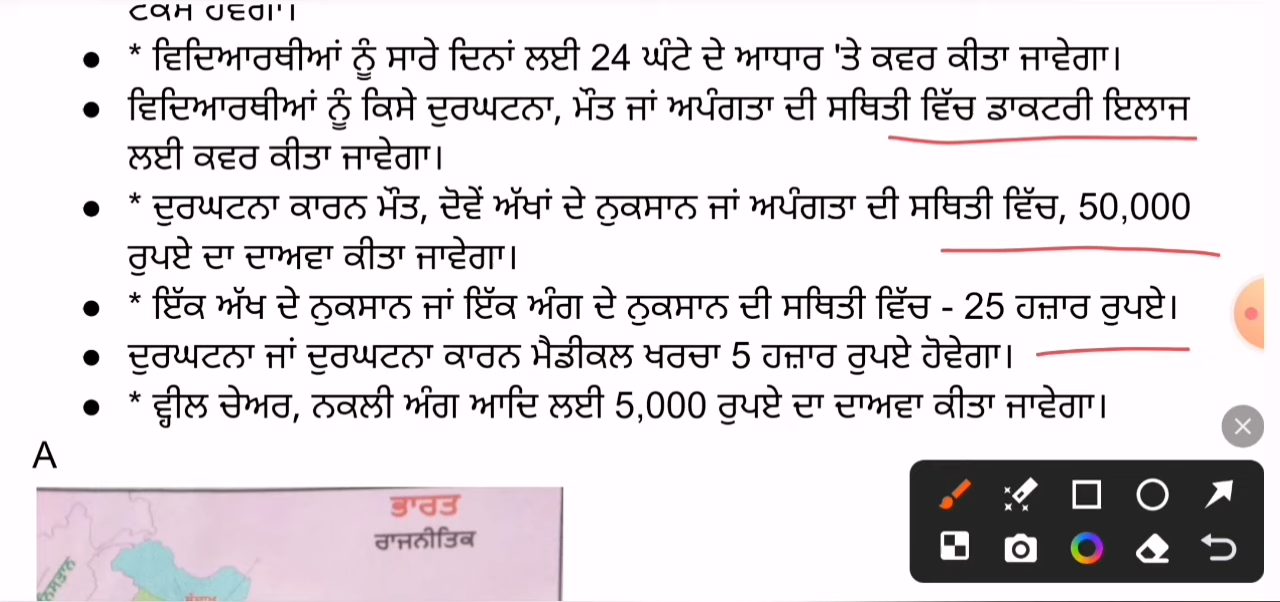 ਟੈਕਸ ਹੋਵੇਗਾ।
* ਵਿਦਿਆਰਥੀਆਂ ਨੂੰ ਸਾਰੇ ਦਿਨਾਂ ਲਈ 24 ਘੰਟੇ ਦੇ ਆਧਾਰ 'ਤੇ ਕਵਰ ਕੀਤਾ ਜਾਵੇਗਾ।
ਵਿਦਿਆਰਥੀਆਂ ਨੂੰ ਕਿਸੇ ਦੁਰਘਟਨਾ, ਮੌਤ ਜਾਂ ਅਪੰਗਤਾ ਦੀ ਸਥਿਤੀ ਵਿੱਚ ਡਾਕਟਰੀ ਇਲਾਜ
ਲਈ ਕਵਰ ਕੀਤਾ ਜਾਵੇਗਾ।
* ਦੁਰਘਟਨਾ ਕਾਰਨ ਮੌਤ, ਦੋਵੇਂ ਅੱਖਾਂ ਦੇ ਨੁਕਸਾਨ ਜਾਂ ਅਪੰਗਤਾ ਦੀ ਸਥਿਤੀ ਵਿੱਚ, 50,000
ਰੁਪਏ ਦਾ ਦਾਅਵਾ ਕੀਤਾ ਜਾਵੇਗਾ।
* ਇੱਕ ਅੱਖ ਦੇ ਨੁਕਸਾਨ ਜਾਂ ਇੱਕ ਅੰਗ ਦੇ ਨੁਕਸਾਨ ਦੀ ਸਥਿਤੀ ਵਿੱਚ - 25 ਹਜ਼ਾਰ ਰੁਪਏ।
ਦੁਰਘਟਨਾ ਜਾਂ ਦੁਰਘਟਨਾ ਕਾਰਨ ਮੈਡੀਕਲ ਖਰਚਾ 5 ਹਜ਼ਾਰ ਰੁਪਏ ਹੋਵੇਗਾ।
* ਵ੍ਹੀਲ ਚੇਅਰ, ਨਕਲੀ ਅੰਗ ਆਦਿ ਲਈ 5,000 ਰੁਪਏ ਦਾ ਦਾਅਵਾ ਕੀਤਾ ਜਾਵੇਗਾ।
A
ਭਾਰਤ
ਰਾਜਨੀਤਿਕ